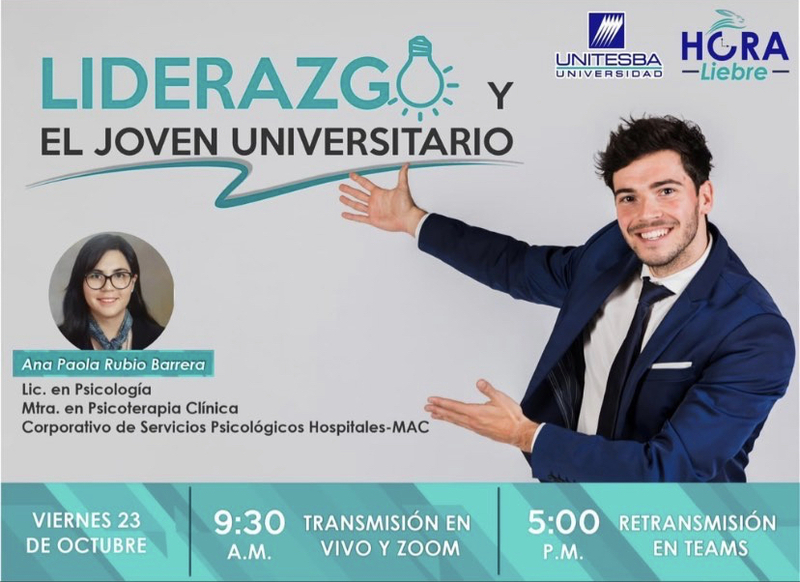 UNITESBA
UNIVERSIDAD
HORA
Liebre
LIDERAZGO Y
EL JOVEN UNIVERSITARIO
Ana Paola Rubio Barrera
Lic. en Psicología
Mtra. en Psicoterapia Clínica
Corporativo de Servicios Psicológicos Hospitales-MAC
VIERNES 23
DE OCTUBRE
9:30
A.M.
TRANSMISIÓN EN
VIVO Y ZOOM
5:00
P.M.
RETRANSMISIÓN
EN TEAMS